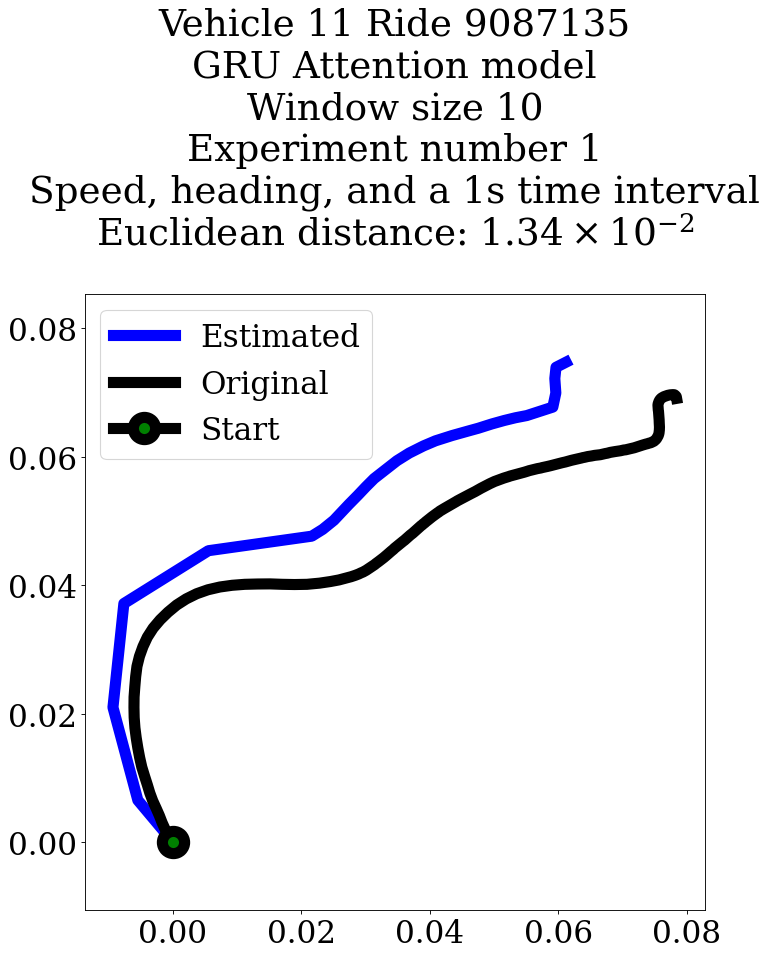 Vehicle 11 Ride 9087135
GRU Attention model
Window size 10
Experiment number 1
Speed, heading, and a 1s time interval
Euclidean distance: 1.34 × 10⁻²
Estimated
Original
Start
0.08
0.06
0.04
0.02
0.00
0.00 0.02 0.04 0.06 0.08